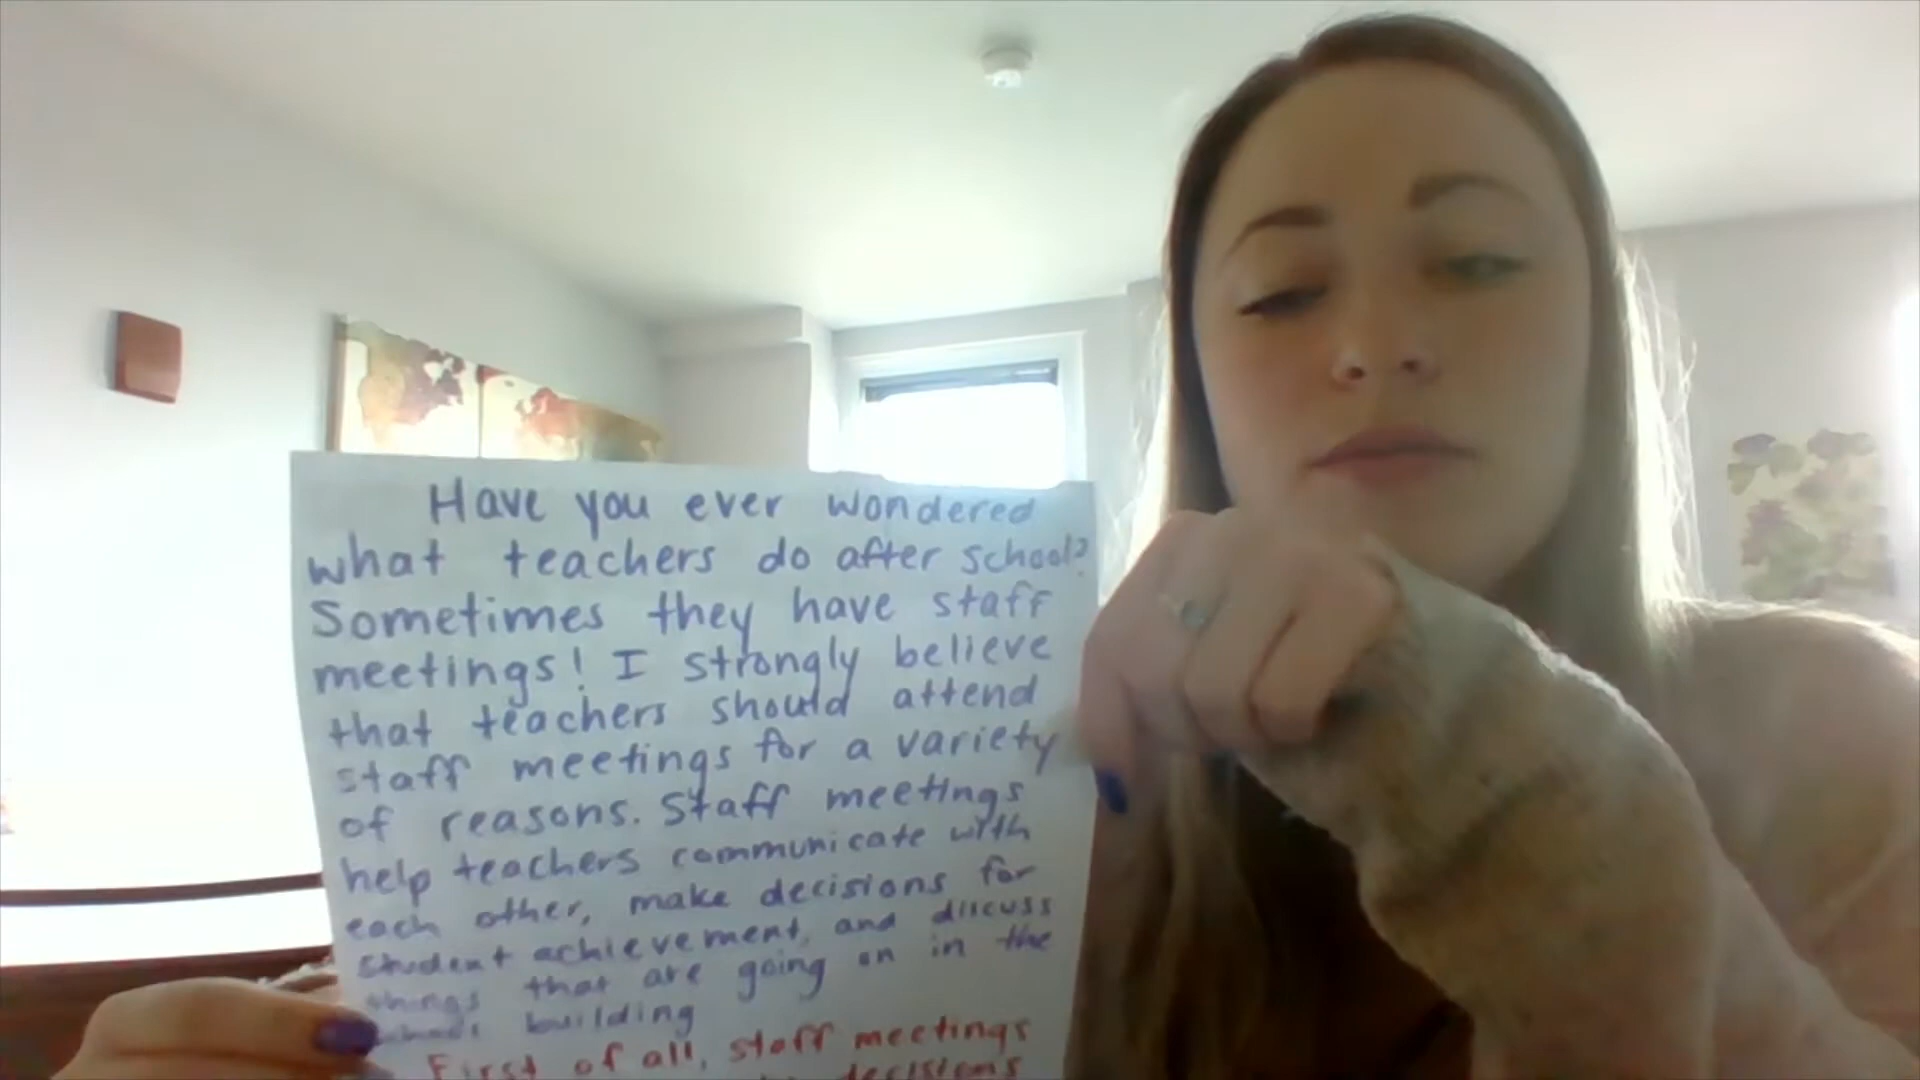 Have you ever wondered
what teachers do after school?
Sometimes they have staff
meetings! I strongly believe
that teachers should attend
staff meetings for a variety
of reasons. Staff meetings
help teachers communicate with
each other, make decisions for
student achievement, and discuss
things that are going on in the
school building
First of all, staff meetings
decisions